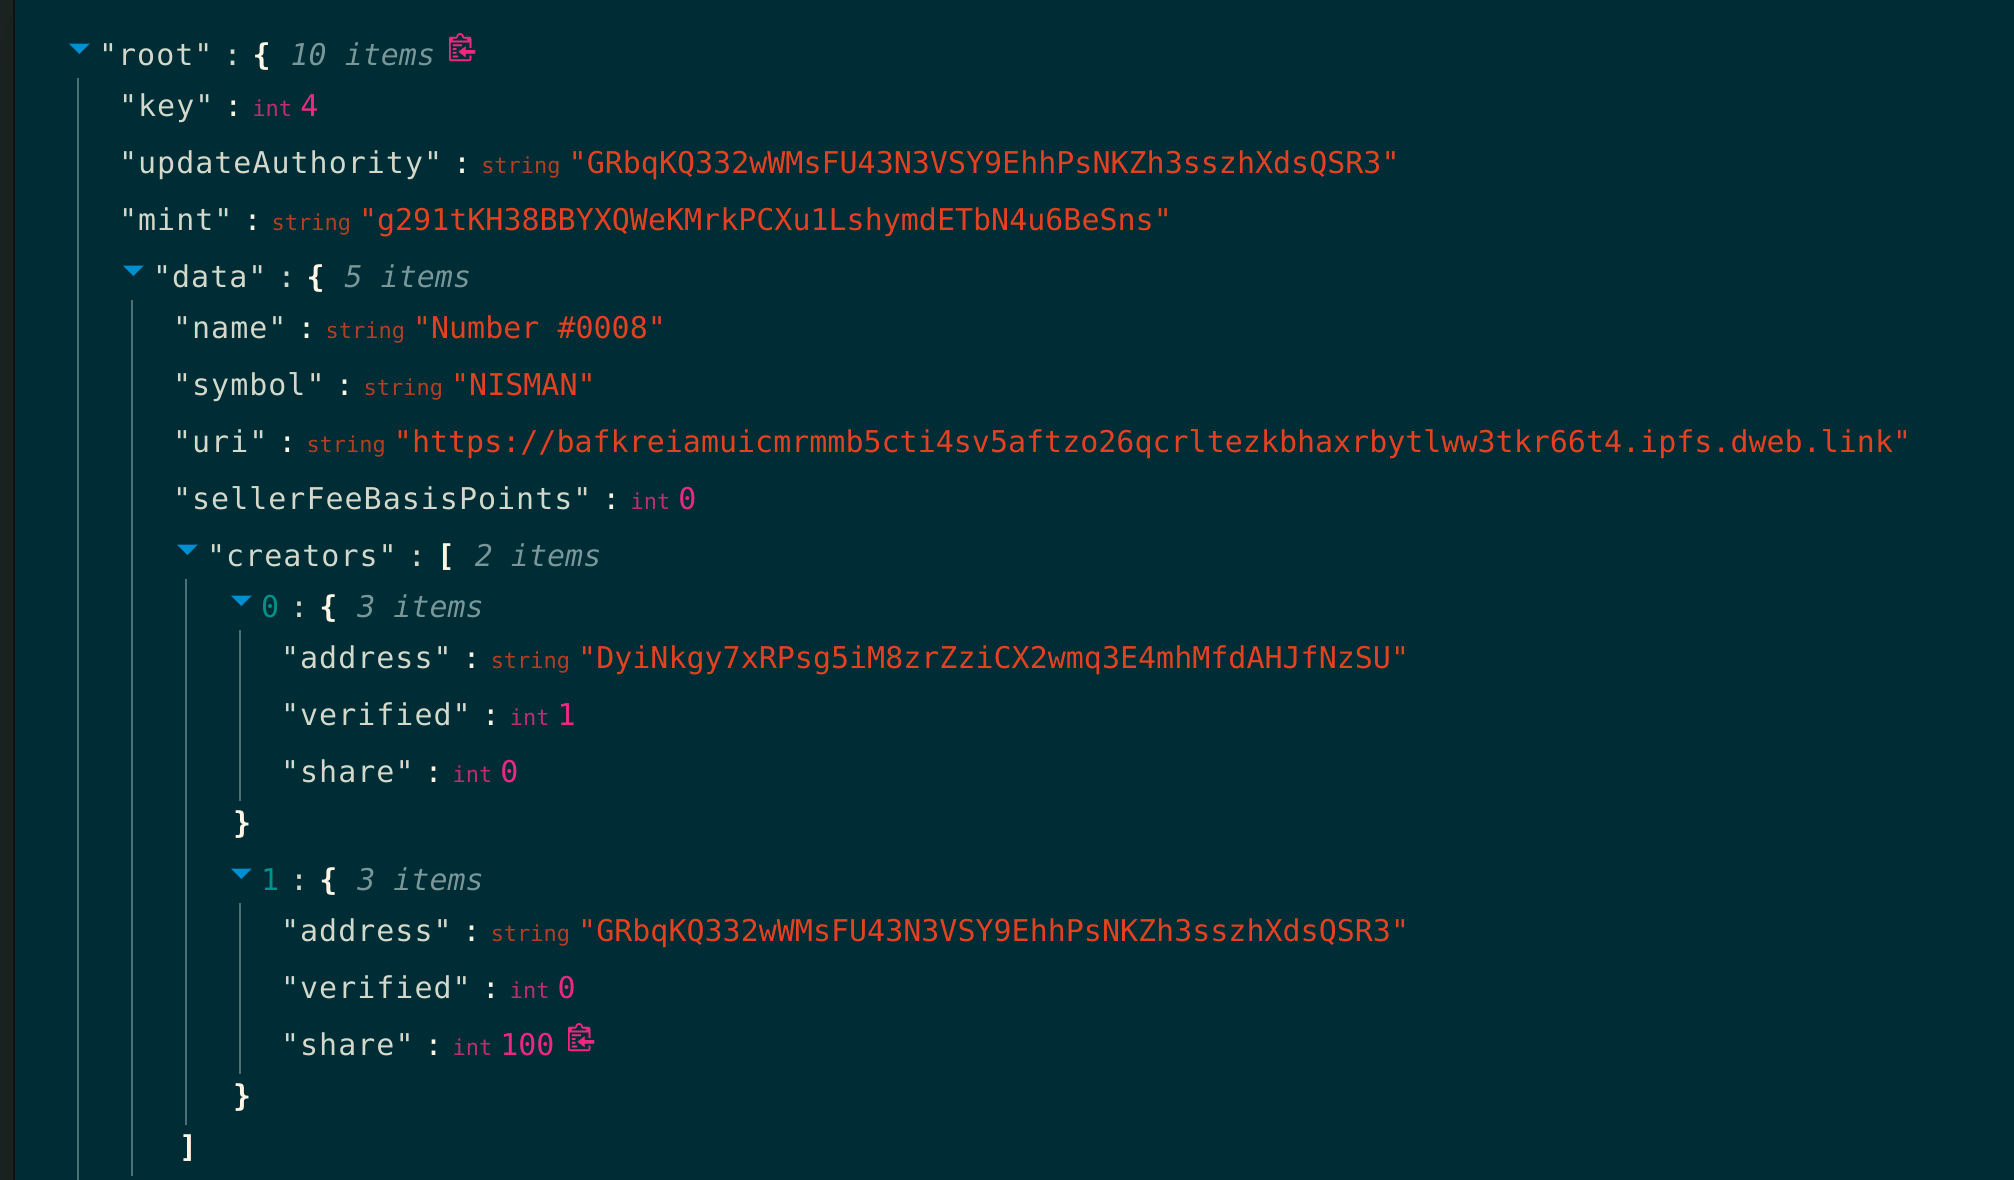 "root" : { 10 items
"key" : int 4
"updateAuthority" : string "GRbqKQ332wWMsFU43N3VSY9EhhPsNKZh3sszhXdsQSR3"
"mint" : string "g291tKH38BBYXQWeKMrkPCXu1LshymdETbN4u6BeSns"
"data" : { 5 items
"name" : string "Number #0008"
"symbol" : string "NISMAN"
"uri" : string "https://bafkreiamuicmrmmb5cti4sv5aftzo26qcrltezkbhaxrbytlww3tkr66t4.ipfs.dweb.link"
"sellerFeeBasisPoints" : int 0
"creators" : [ 2 items
0 : { 3 items
"address" : string "DyiNkgy7xRPsg5iM8zrZziCX2wmq3E4mhMfdAHJfNzSU"
"verified" : int 1
"share" : int 0
}
1 : { 3 items
"address" : string "GRbqKQ332wWMsFU43N3VSY9EhhPsNKZh3sszhXdsQSR3"
"verified" : int 0
"share" : int 100
}
]